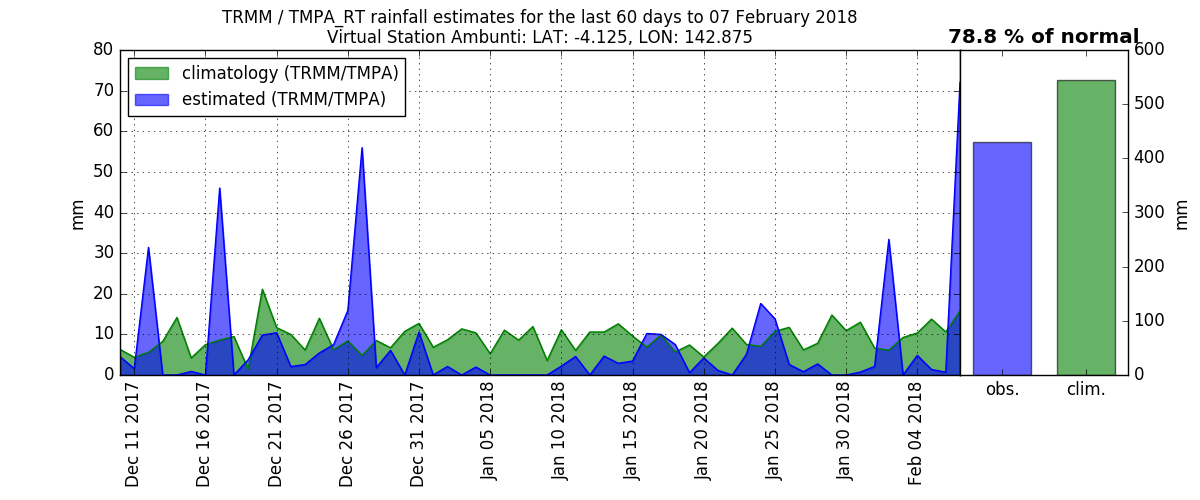 TRMM / TMPA_RT rainfall estimates for the last 60 days to 07 February 2018
Virtual Station Ambunti: LAT: -4.125, LON: 142.875
78.8 % of normal
climatology (TRMM/TMPA)
estimated (TRMM/TMPA)
80
70
60
50
40
30
20
10
0
mm
600
500
400
300
200
100
0
mm
Dec 11 2017
Dec 16 2017
Dec 21 2017
Dec 26 2017
Dec 31 2017
Jan 05 2018
Jan 10 2018
Jan 15 2018
Jan 20 2018
Jan 25 2018
Jan 30 2018
Feb 04 2018
obs.
clim.